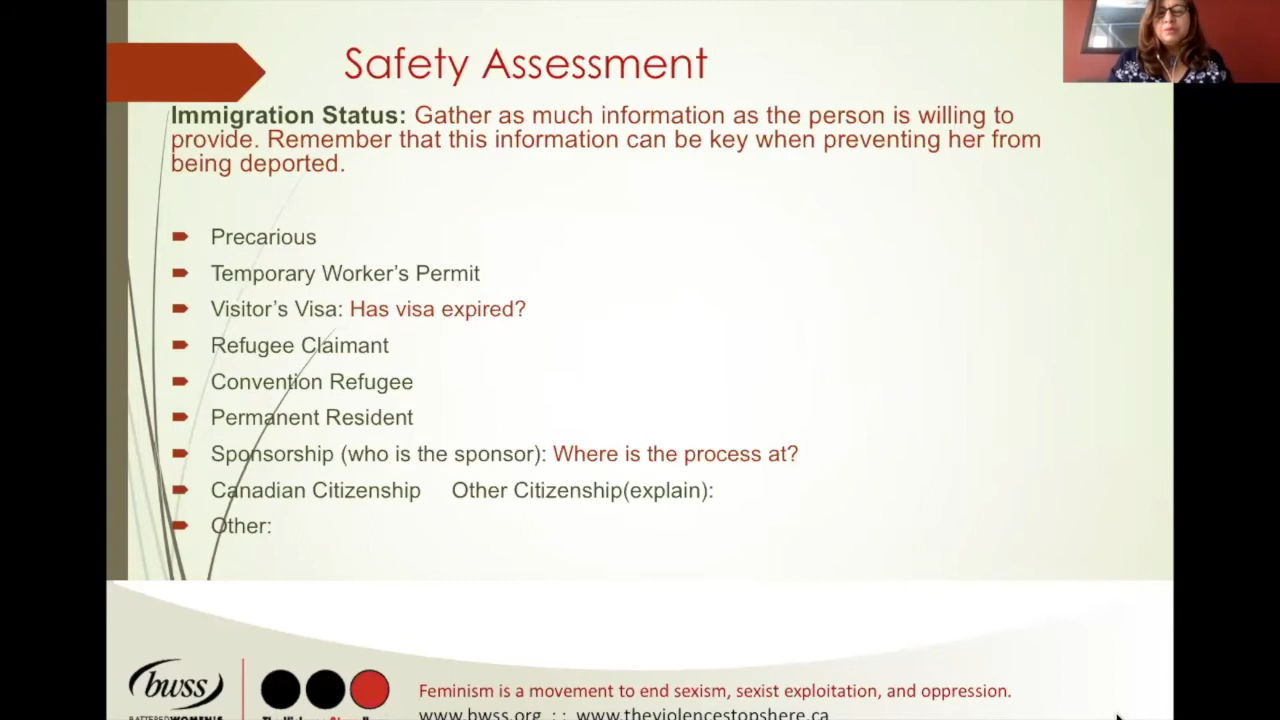 Safety Assessment
Immigration Status: Gather as much information as the person is willing to
provide. Remember that this information can be key when preventing her from
being deported.
Precarious
Temporary Worker's Permit
Visitor's Visa: Has visa expired?
Refugee Claimant
Convention Refugee
Permanent Resident
Sponsorship (who is the sponsor): Where is the process at?
Canadian Citizenship Other Citizenship(explain):
Other:
bwss
BATTERED WOMEN'S
Feminism is a movement to end sexism, sexist exploitation, and oppression.
www.bwss.org : : www.theviolencestopshere.ca